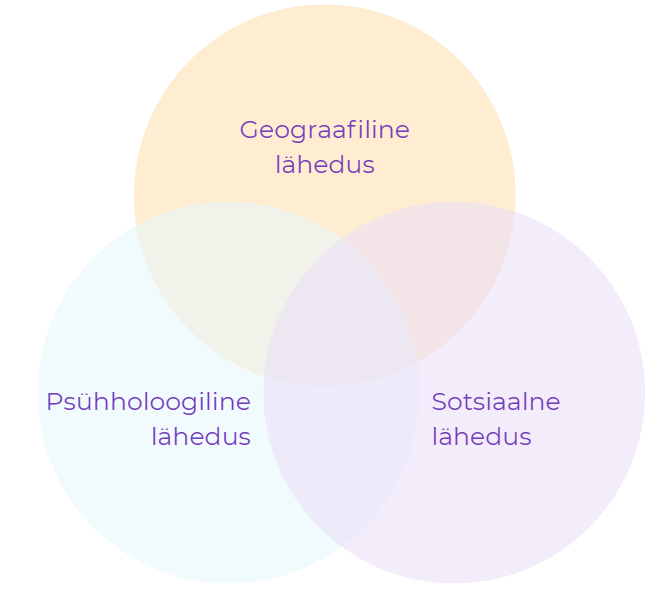 Geograafiline
lähedus
Psühholoogiline
lähedus
Sotsiaalne
lähedus